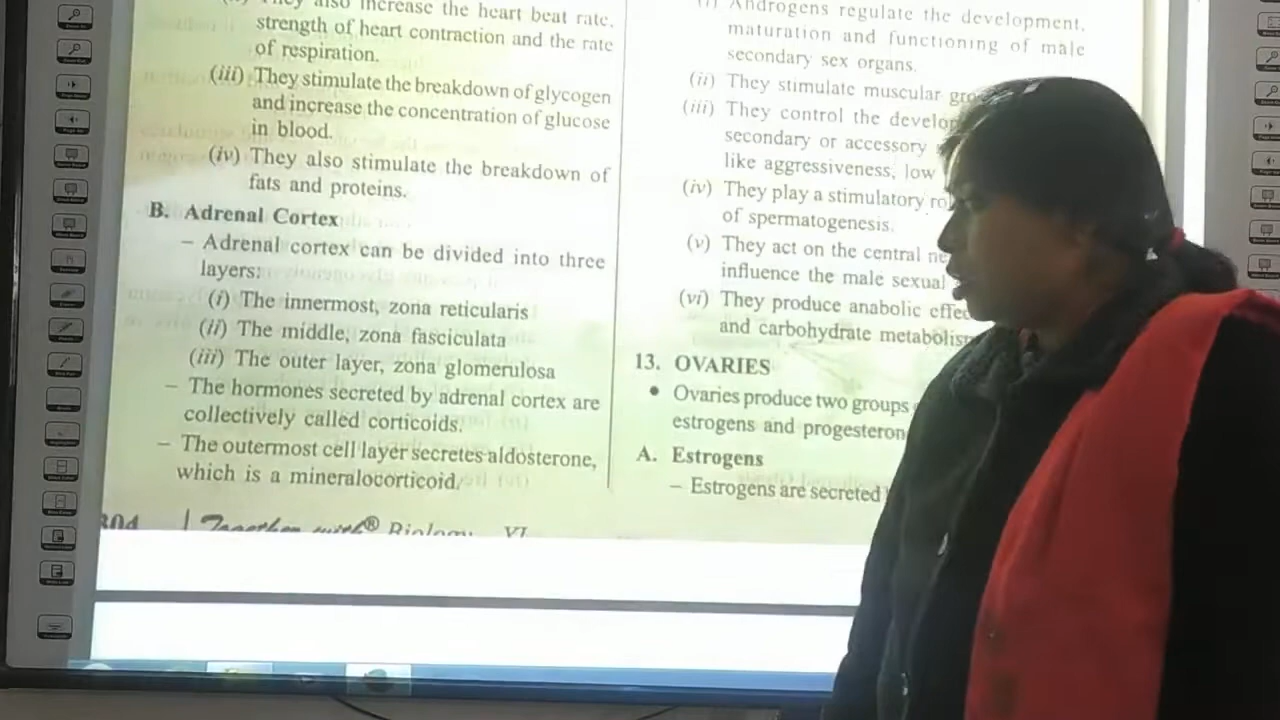 They also increase the heart beat rate,
strength of heart contraction and the rate
of respiration.
(iii) They stimulate the breakdown of glycogen
and increase the concentration of glucose
in blood.
(iv) They also stimulate the breakdown of
fats and proteins.
B. Adrenal Cortex
– Adrenal cortex can be divided into three
layers:
(i) The innermost, zona reticularis
(ii) The middle, zona fasciculata
(iii) The outer layer, zona glomerulosa
– The hormones secreted by adrenal cortex are
collectively called corticoids.
– The outermost cell layer secretes aldosterone,
which is a mineralocorticoid.
304 | Together with® Biology XI
(i) Androgens regulate the development,
maturation and functioning of male
secondary sex organs.
(ii) They stimulate muscular
(iii) They control the
secondary or accessory
like aggressiveness, low
(iv) They play a stimulatory
of spermatogenesis.
(v) They act on the central
influence the male sexual
(vi) They produce anabolic
and carbohydrate
13. OVARIES
• Ovaries produce two groups
estrogens and
A. Estrogens
– Estrogens are secreted